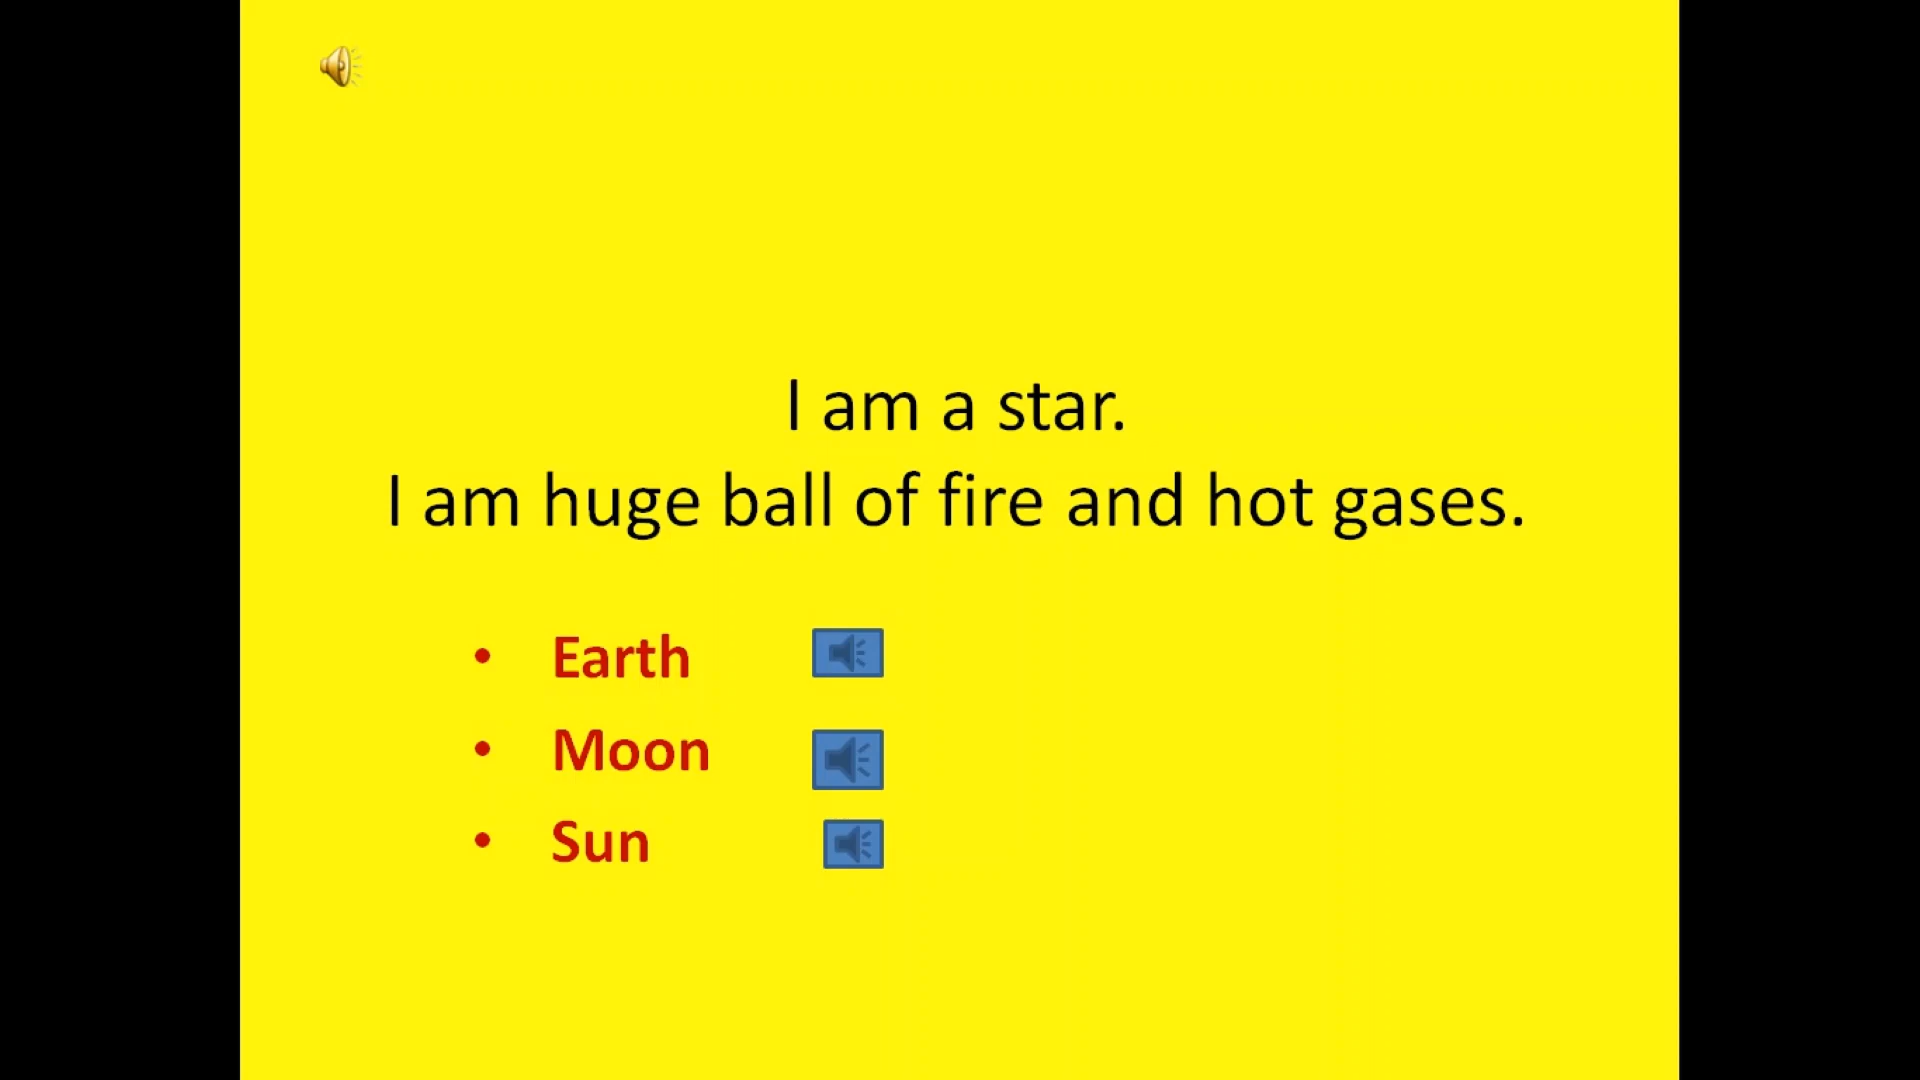 I am a star.
I am huge ball of fire and hot gases.
• Earth
• Moon
• Sun